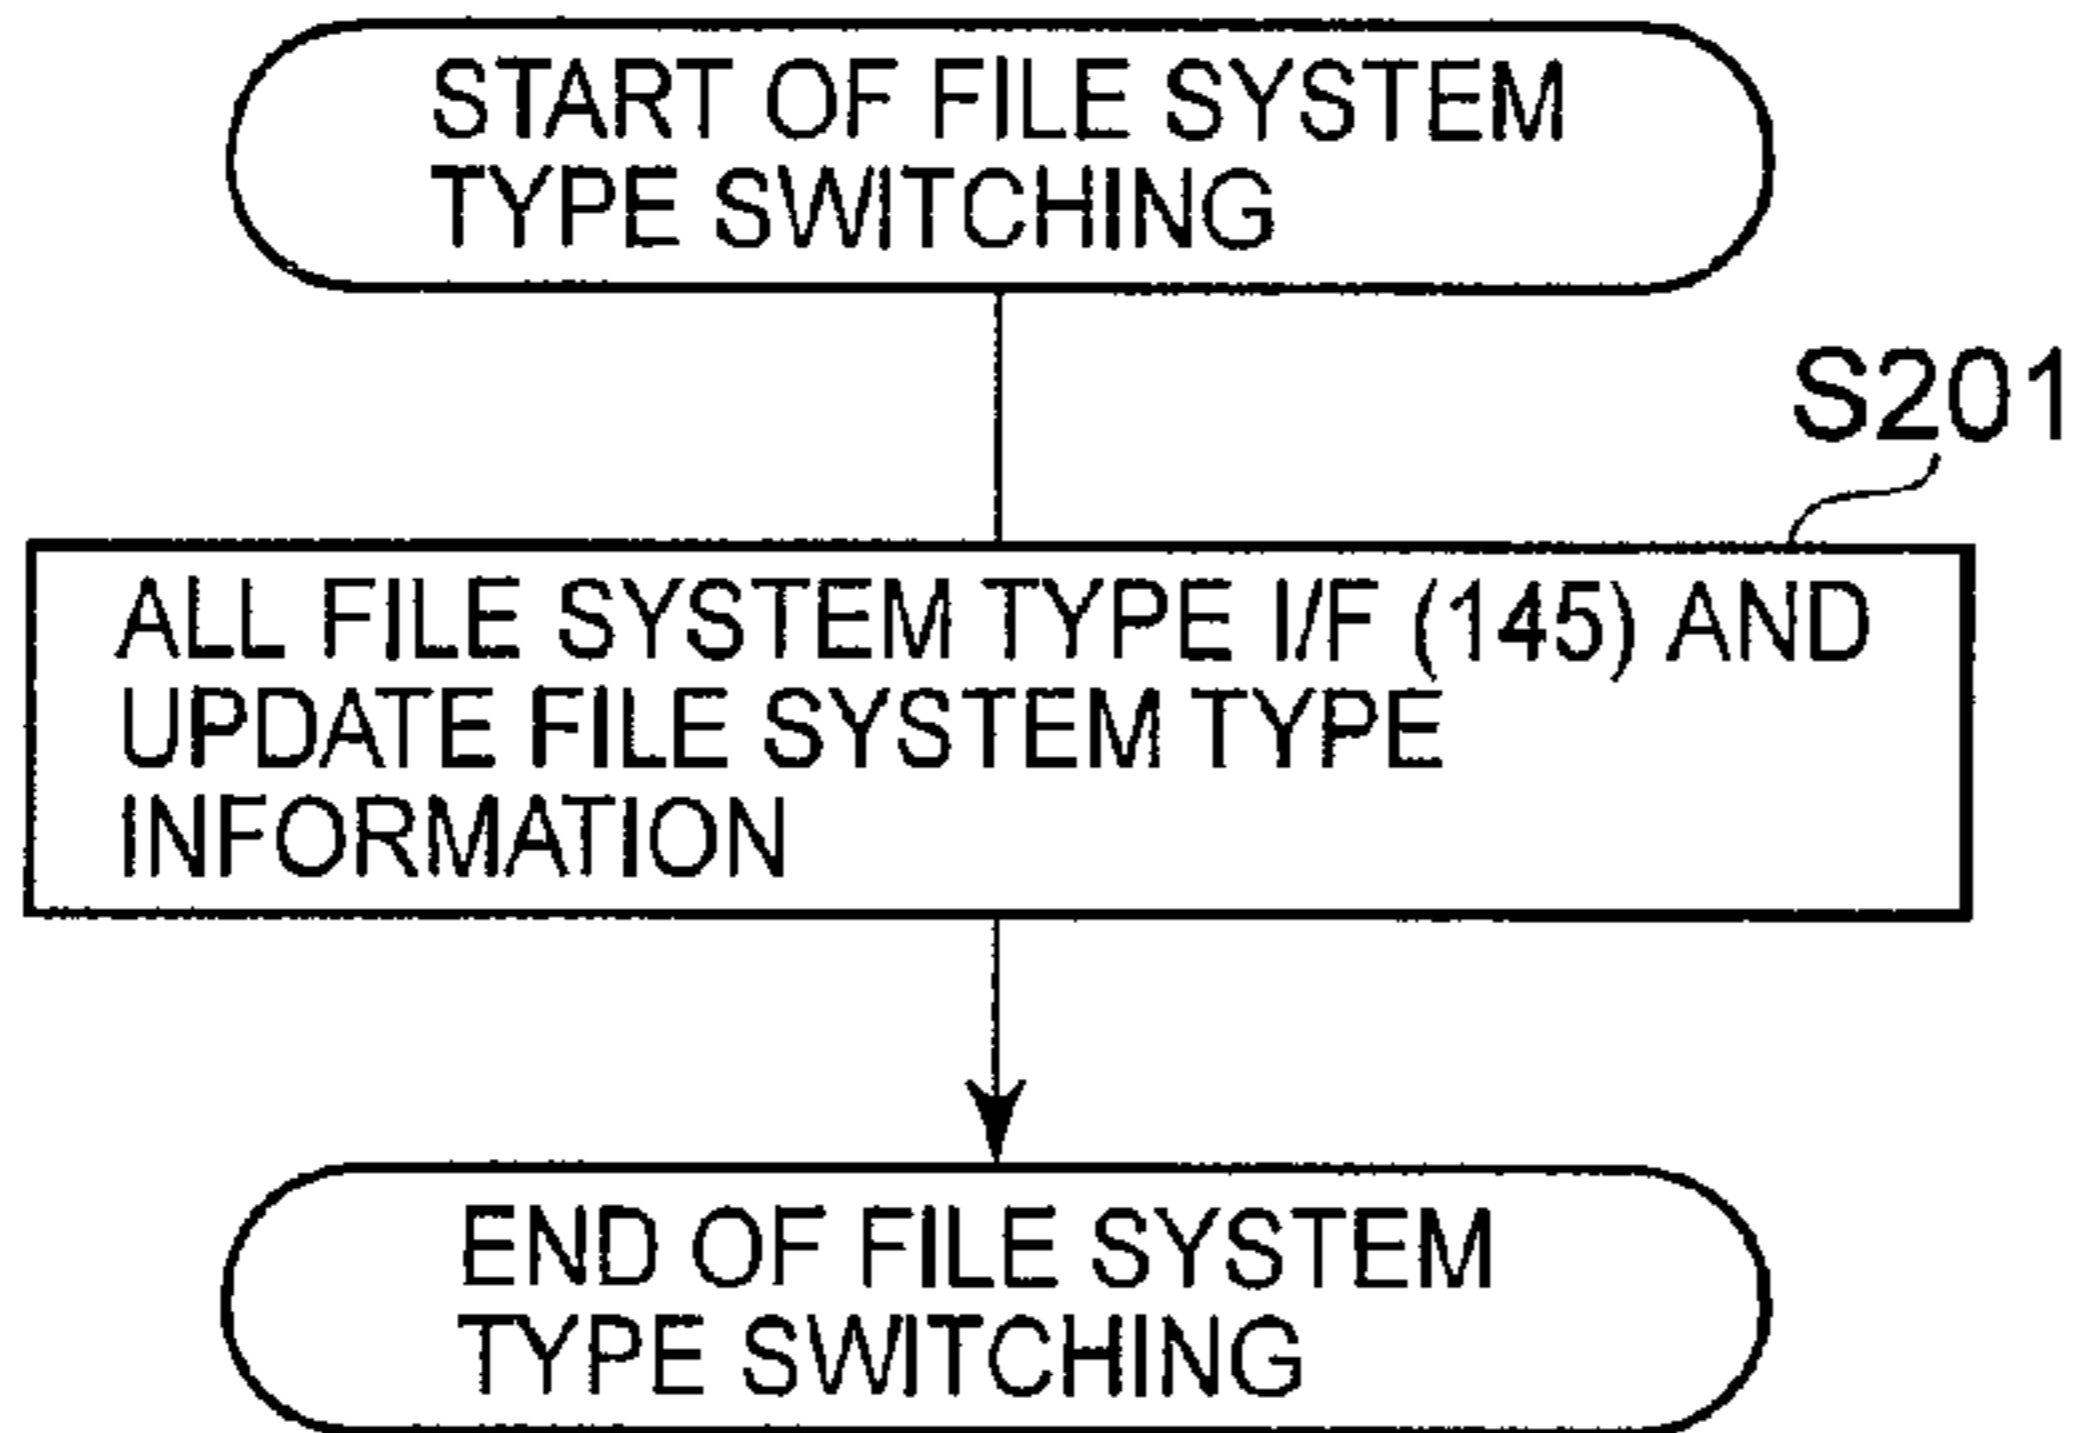 START OF FILE SYSTEM
TYPE SWITCHING
S201
ALL FILE SYSTEM TYPE I/F (145) AND
UPDATE FILE SYSTEM TYPE
INFORMATION
END OF FILE SYSTEM
TYPE SWITCHING